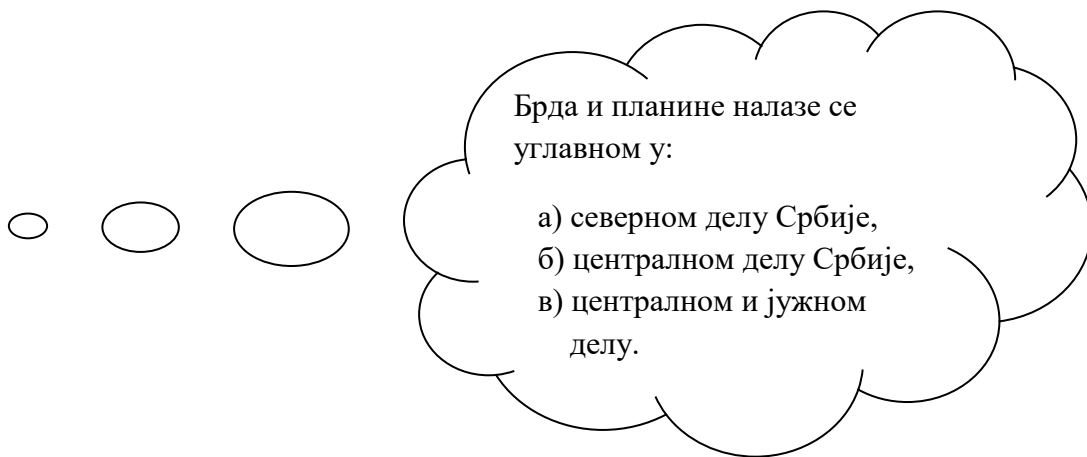 Брда и планине налазе се
углавном у:
а) северном делу Србије,
б) централном делу Србије,
в) централном и јужном
делу.